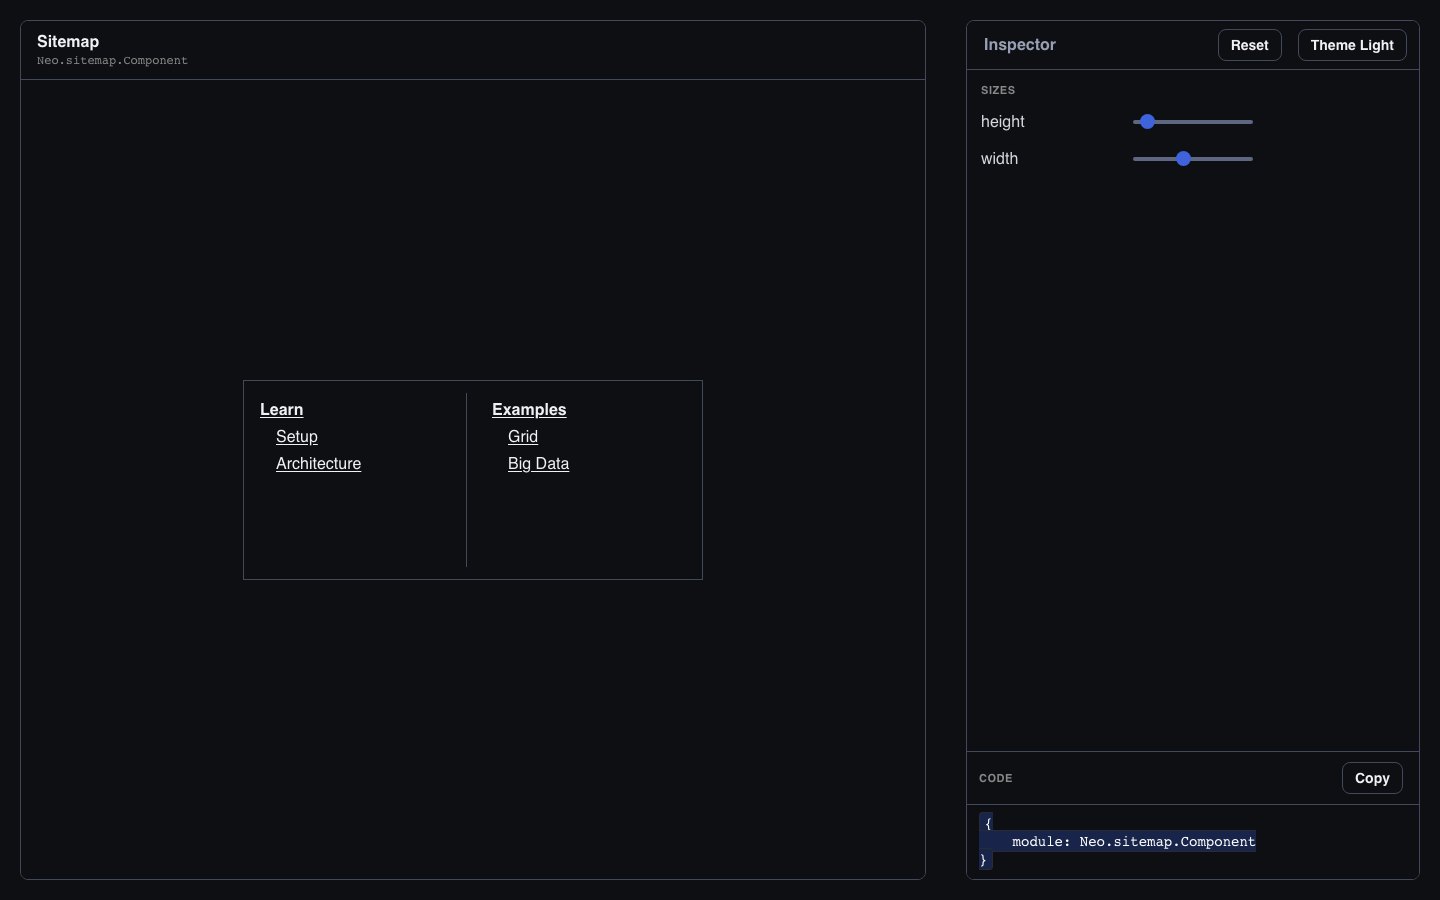 Sitemap
Neo.sitemap.Component
Learn
Setup
Architecture
Examples
Grid
Big Data
Inspector
Reset
Theme Light
SIZES
height
width
CODE
Copy
{
    module: Neo.sitemap.Component
}